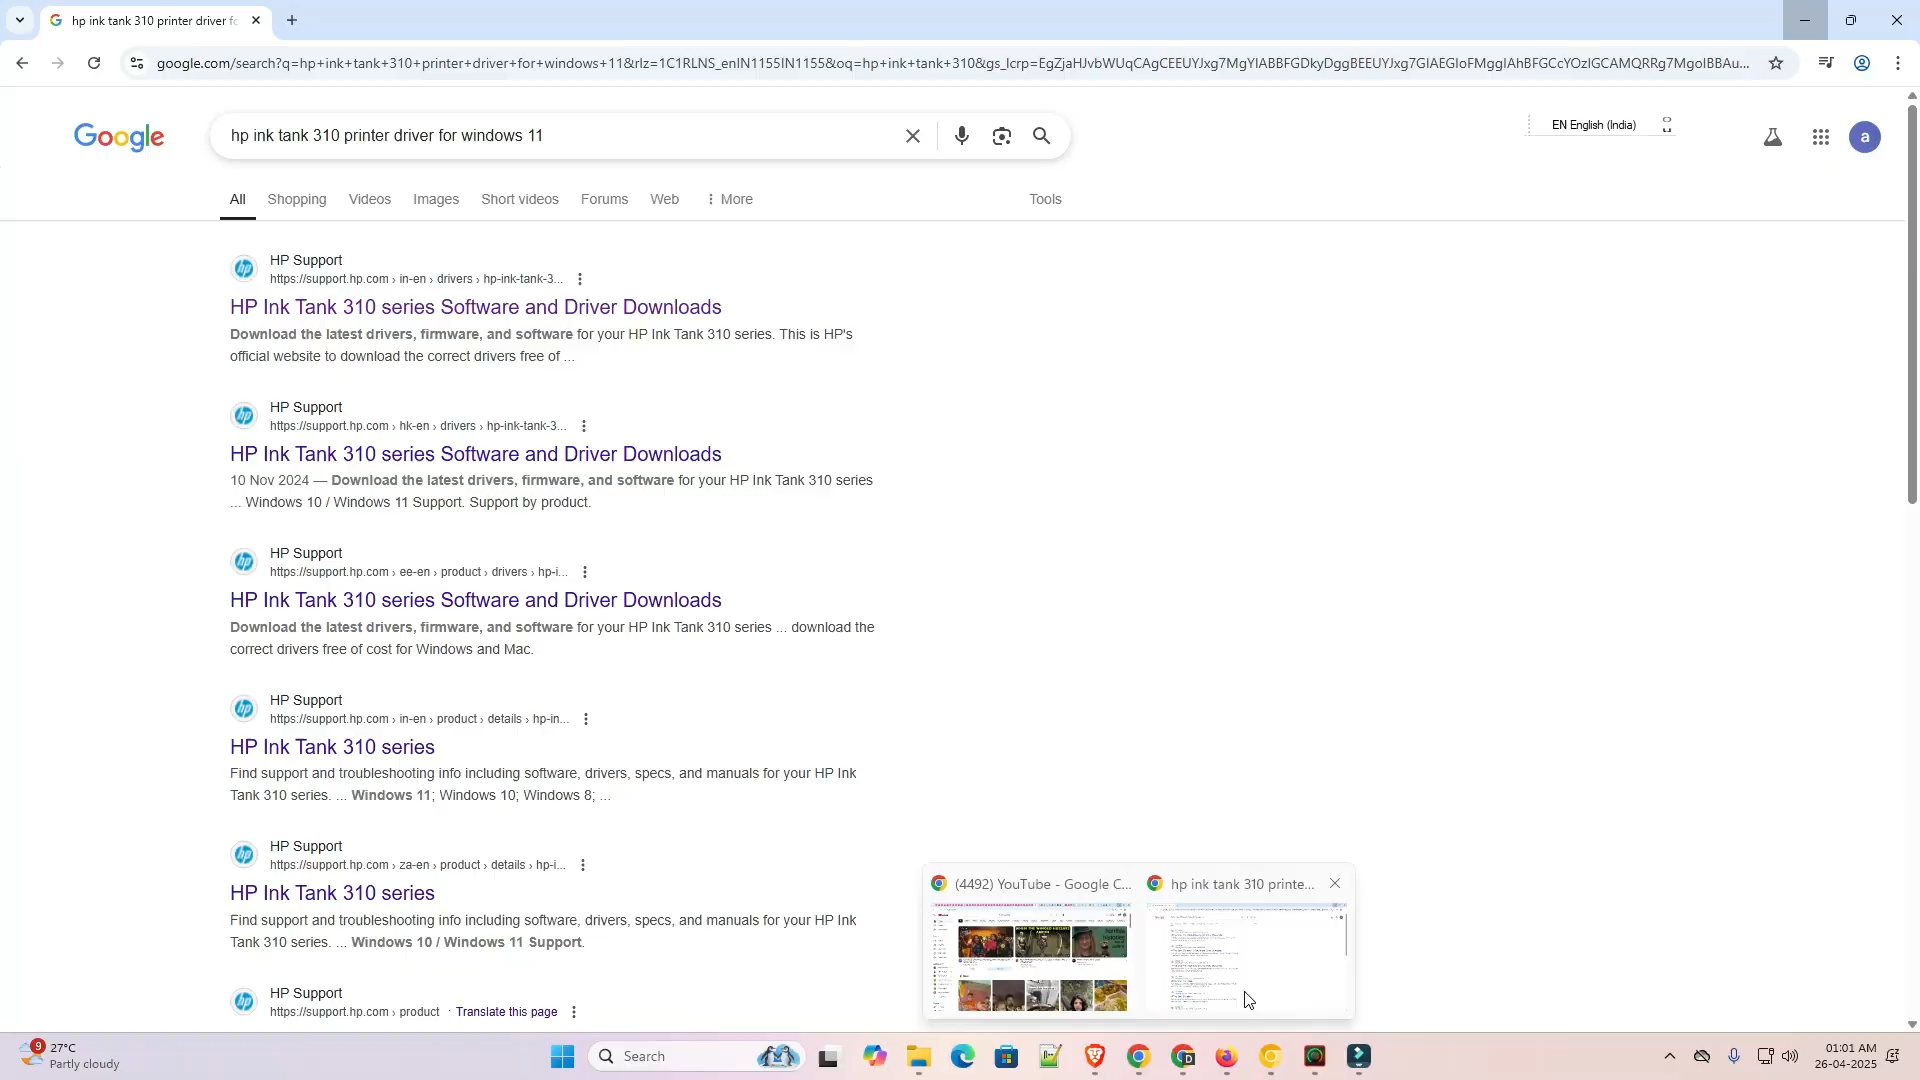 hp ink tank 310 printer driver fo
google.com/search?q=hp+ink+tank+310+printer+driver+for+windows+11&rlz=1C1RLNS_enIN1155IN1155&oq=hp+ink+tank+310&gs_lcrp=EgZjaHJvbWUqCAgCEEUYJxg7MgYIABBFGDkyDggBEEUYJxg7GIAEGIoFMggIAhBFGCcYOzIGCAMQRRg7MgoIBBAu...
Google
hp ink tank 310 printer driver for windows 11
EN English (India)
a
All Shopping Videos Images Short videos Forums Web More Tools
HP Support
https://support.hp.com › in-en › drivers › hp-ink-tank-3...
HP Ink Tank 310 series Software and Driver Downloads
Download the latest drivers, firmware, and software for your HP Ink Tank 310 series. This is HP's
official website to download the correct drivers free of ...
HP Support
https://support.hp.com › hk-en › drivers › hp-ink-tank-3...
HP Ink Tank 310 series Software and Driver Downloads
10 Nov 2024 — Download the latest drivers, firmware, and software for your HP Ink Tank 310 series
... Windows 10 / Windows 11 Support. Support by product.
HP Support
https://support.hp.com › ee-en › product › drivers › hp-i...
HP Ink Tank 310 series Software and Driver Downloads
Download the latest drivers, firmware, and software for your HP Ink Tank 310 series ... download the
correct drivers free of cost for Windows and Mac.
HP Support
https://support.hp.com › in-en › product › details › hp-in...
HP Ink Tank 310 series
Find support and troubleshooting info including software, drivers, specs, and manuals for your HP Ink
Tank 310 series. ... Windows 11; Windows 10; Windows 8; ...
HP Support
https://support.hp.com › za-en › product › details › hp-i...
HP Ink Tank 310 series
Find support and troubleshooting info including software, drivers, specs, and manuals for your HP Ink
Tank 310 series. ... Windows 10 / Windows 11 Support.
HP Support
https://support.hp.com › product · Translate this page
(4492) YouTube - Google C...
hp ink tank 310 printe...
9
27°C
Partly cloudy
Search
01:01 AM
26-04-2025